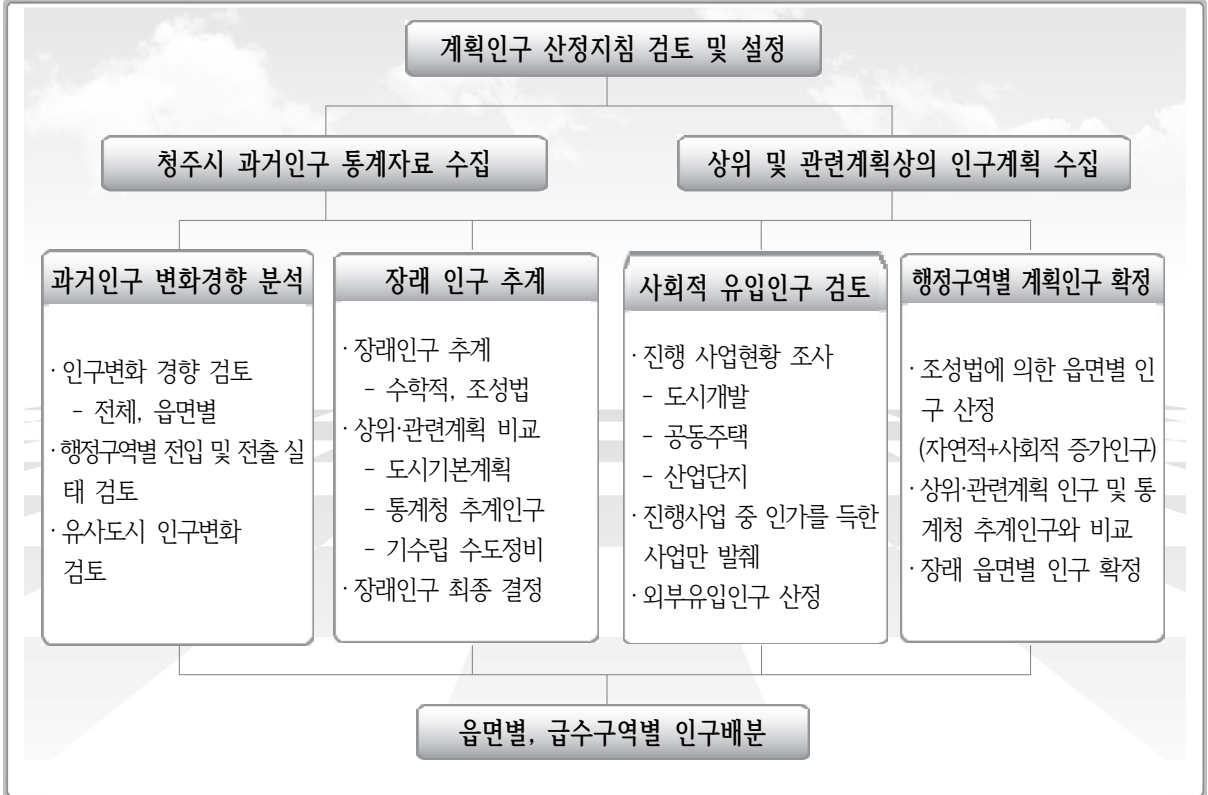 계획인구 산정지침 검토 및 설정
청주시 과거인구 통계자료 수집
상위 및 관련계획상의 인구계획 수집
과거인구 변화경향 분석
· 인구변화 경향 검토
- 전체, 읍면별
· 행정구역별 전입 및 전출 실
태 검토
· 유사도시 인구변화
검토
장래 인구 추계
· 장래인구 추계
- 수학적, 조성법
· 상위·관련계획 비교
- 도시기본계획
- 통계청 추계인구
- 기수립 수도정비
· 장래인구 최종 결정
사회적 유입인구 검토
· 진행 사업현황 조사
- 도시개발
- 공동주택
- 산업단지
· 진행사업 중 인가를 득한
사업만 발췌
· 외부유입인구 산정
행정구역별 계획인구 확정
· 조성법에 의한 읍면별 인
구 산정
(자연적+사회적 증가인구)
· 상위·관련계획 인구 및 통
계청 추계인구와 비교
· 장래 읍면별 인구 확정
읍면별, 급수구역별 인구배분